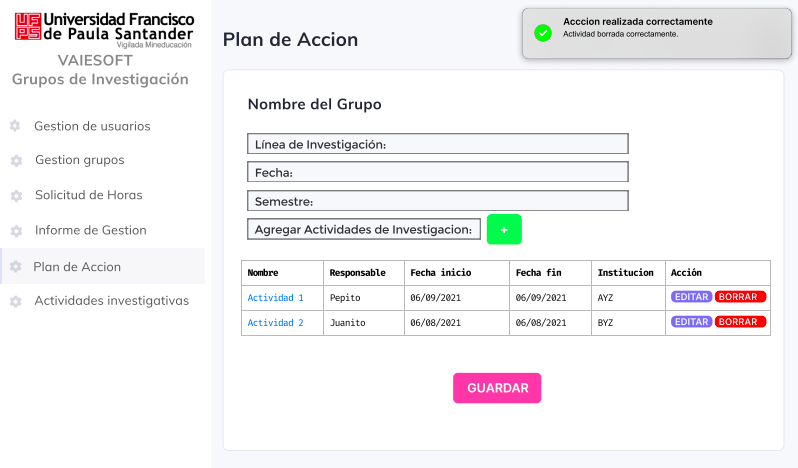 UFPS
Universidad Francisco
de Paula Santander
Vigilada Mineducación
VAIESOFT
Grupos de Investigación
Gestion de usuarios
Gestion grupos
Solicitud de Horas
Informe de Gestion
Plan de Accion
Actividades investigativas
Plan de Accion
Acccion realizada correctamente
Actividad borrada correctamente.
Nombre del Grupo
Línea de Investigación:
Fecha:
Semestre:
Agregar Actividades de Investigacion: +
Nombre Responsable Fecha inicio Fecha fin Institucion Acción
Actividad 1 Pepito 06/09/2021 06/09/2021 AYZ EDITAR BORRAR
Actividad 2 Juanito 06/08/2021 06/08/2021 BYZ EDITAR BORRAR
GUARDAR